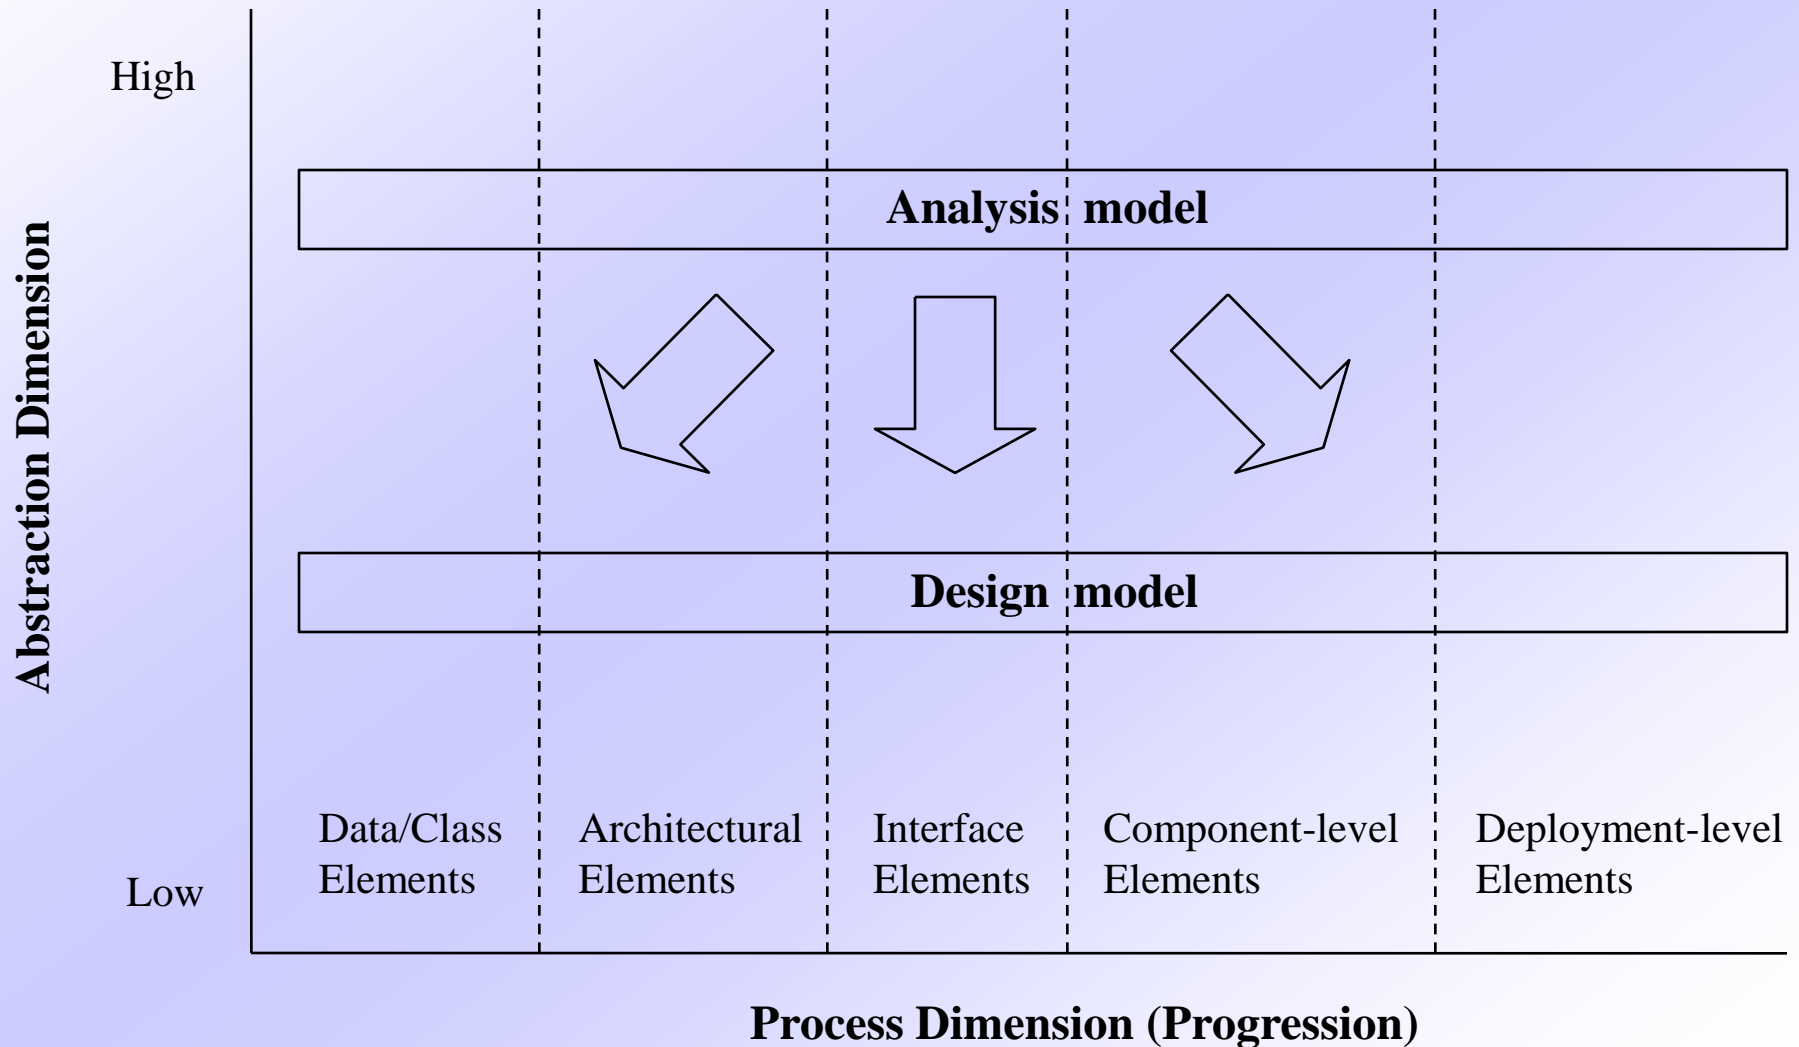 High
Abstraction Dimension
Analysis model
Design model
Data/Class
Elements
Architectural
Elements
Interface
Elements
Component-level
Elements
Deployment-level
Elements
Low
Process Dimension (Progression)